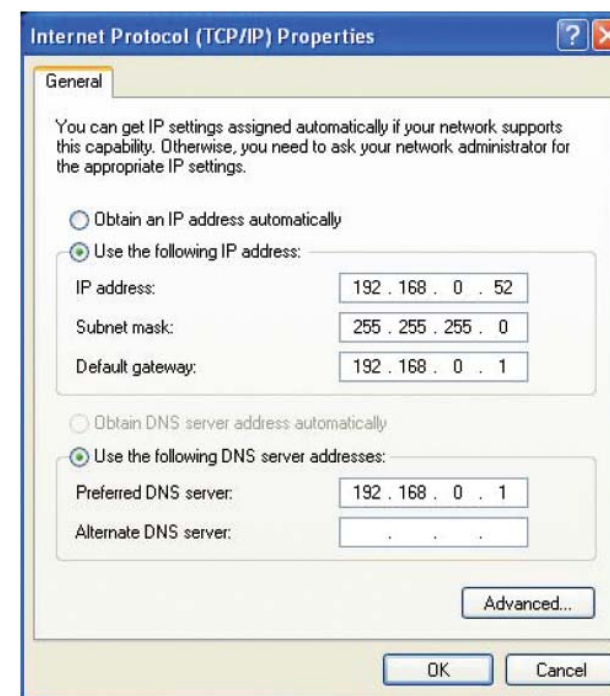 Internet Protocol (TCP/IP) Properties
General
You can get IP settings assigned automatically if your network supports
this capability. Otherwise, you need to ask your network administrator for
the appropriate IP settings.
Obtain an IP address automatically
Use the following IP address:
IP address: 192 . 168 . 0 . 52
Subnet mask: 255 . 255 . 255 . 0
Default gateway: 192 . 168 . 0 . 1
Obtain DNS server address automatically
Use the following DNS server addresses:
Preferred DNS server: 192 . 168 . 0 . 1
Alternate DNS server: . . .
Advanced...
OK Cancel